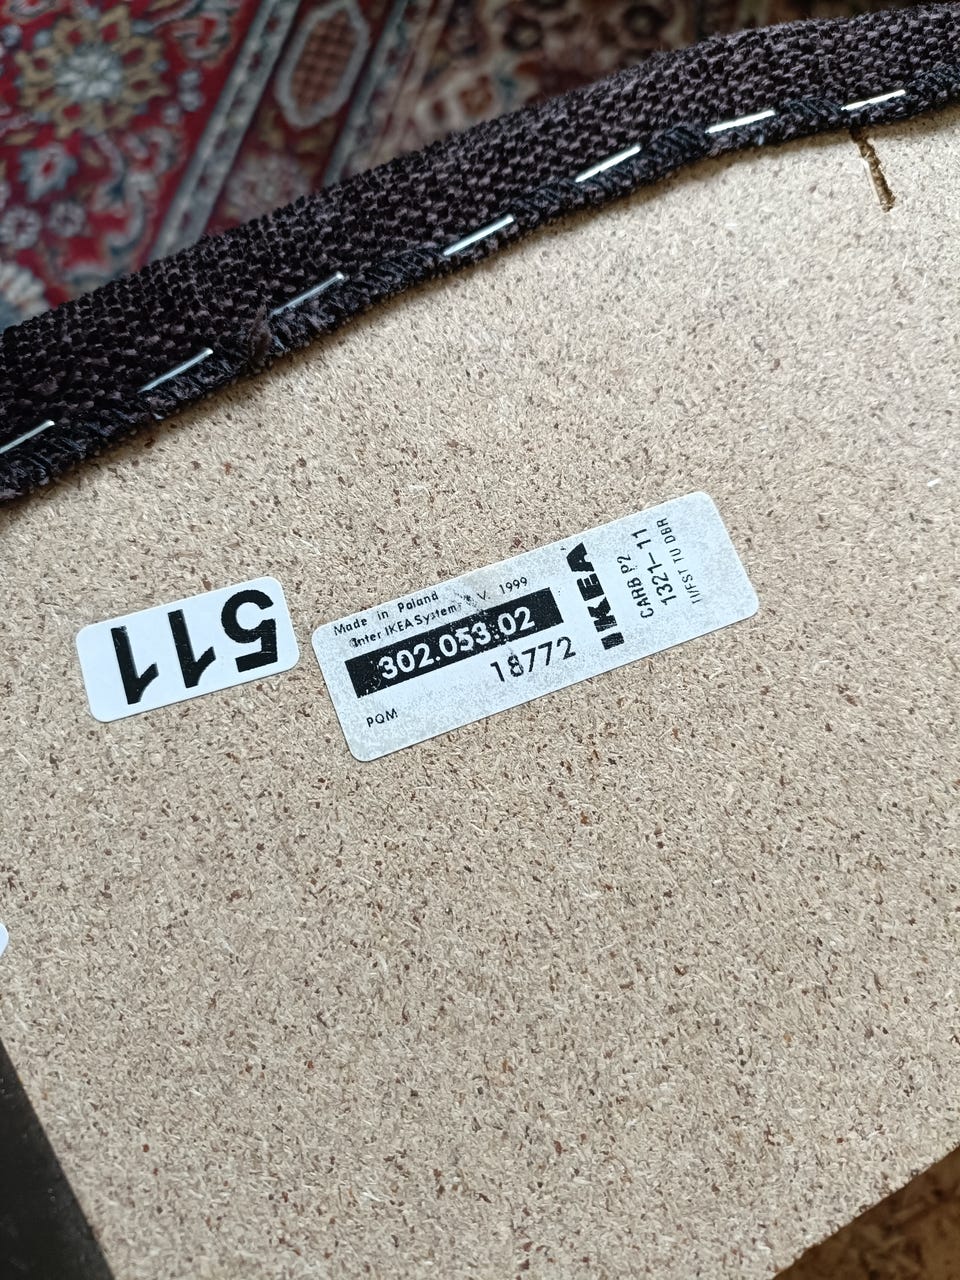 511
Made in Poland
Inter IKEA Systems B.V. 1999
302.053.02
18772
PQM
IKEA
CARB P2
1321-11